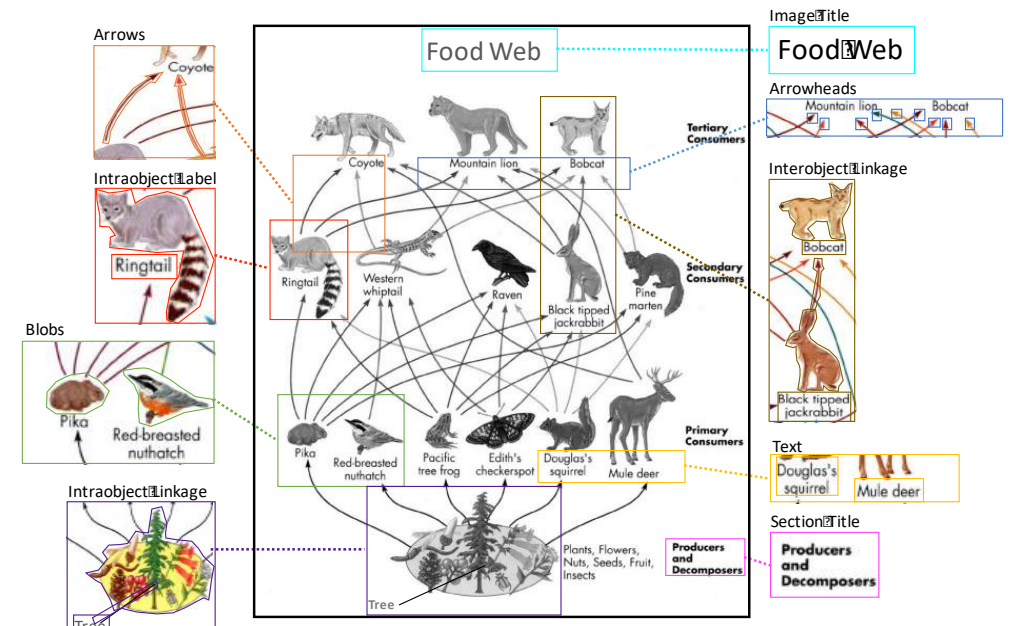 Image Title
Food Web
Food Web
Arrows
Coyote
Arrowheads
Mountain lion
Bobcat
Tertiary
Consumers
Coyote
Mountain lion
Bobcat
Intraobject Label
Ringtail
Interobject Linkage
Bobcat
Black tipped
jackrabbit
Ringtail
Western
whiptail
Raven
Black tipped
jackrabbit
Pine
marten
Secondary
Consumers
Blobs
Pika
Red-breasted
nuthatch
Pika
Red-breasted
nuthatch
Pacific
tree frog
Edith's
checkerspot
Douglas's
squirrel
Mule deer
Primary
Consumers
Text
Douglas's
squirrel
Mule deer
Intraobject Linkage
Tree
Tree
Plants, Flowers,
Nuts, Seeds, Fruit,
Insects
Producers
and
Decomposers
Section Title
Producers
and
Decomposers